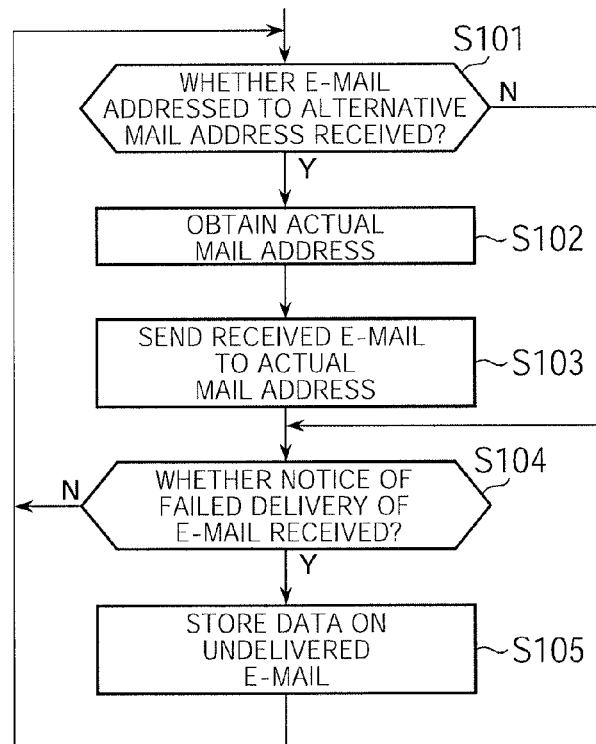 S101
WHETHER E-MAIL
ADDRESSED TO ALTERNATIVE
MAIL ADDRESS RECEIVED?
N
Y
OBTAIN ACTUAL
MAIL ADDRESS
S102
SEND RECEIVED E-MAIL
TO ACTUAL
MAIL ADDRESS
S103
S104
N
WHETHER NOTICE OF
FAILED DELIVERY OF
E-MAIL RECEIVED?
Y
STORE DATA ON
UNDELIVERED
E-MAIL
S105